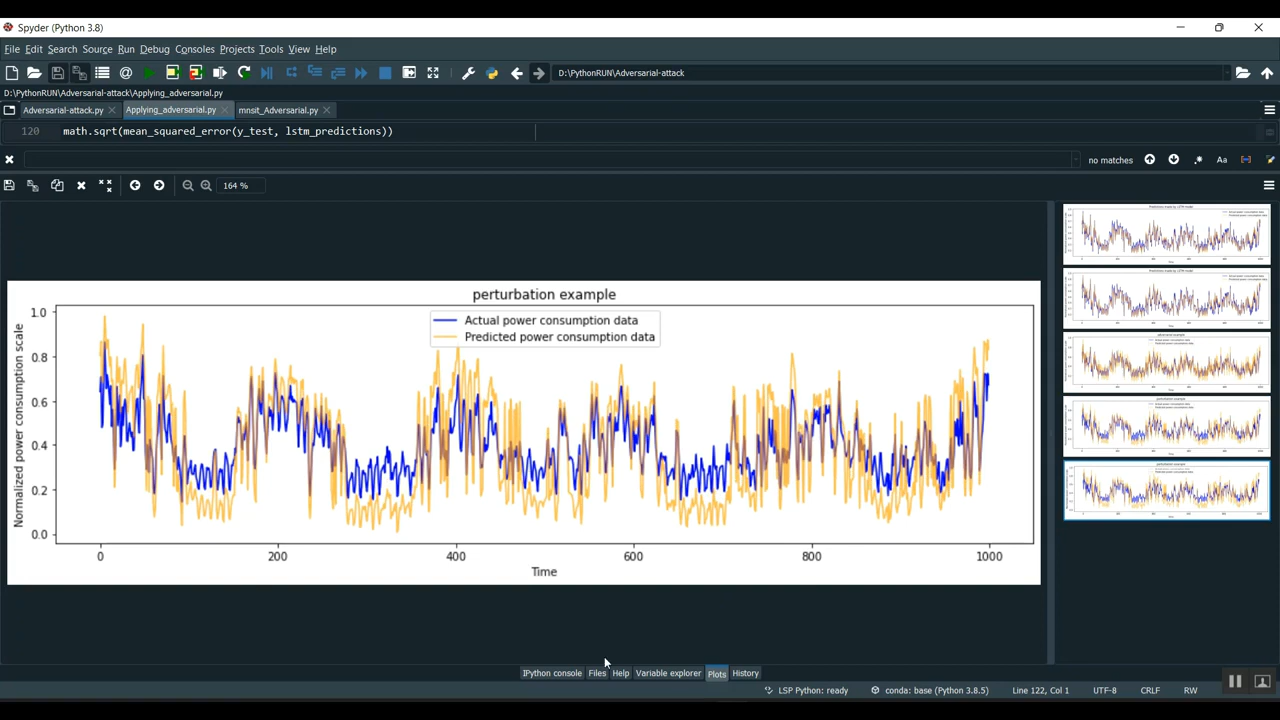 Spyder (Python 3.8)
File Edit Search Source Run Debug Consoles Projects Tools View Help
D:\PythonRUN\Adversarial-attack
D:\PythonRUN\Adversarial-attack\Applying_adversarial.py
Adversarial-attack.py Applying_adversarial.py mnsit_Adversarial.py
120 math.sqrt(mean_squared_error(y_test, lstm_predictions))
no matches Aa
164 %
perturbation example
Actual power consumption data
Predicted power consumption data
Normalized power consumption scale
1.0
0.8
0.6
0.4
0.2
0.0
0 200 400 600 800 1000
Time
IPython console Files Help Variable explorer Plots History
LSP Python: ready conda: base (Python 3.8.5) Line 122, Col 1 UTF-8 CRLF RW